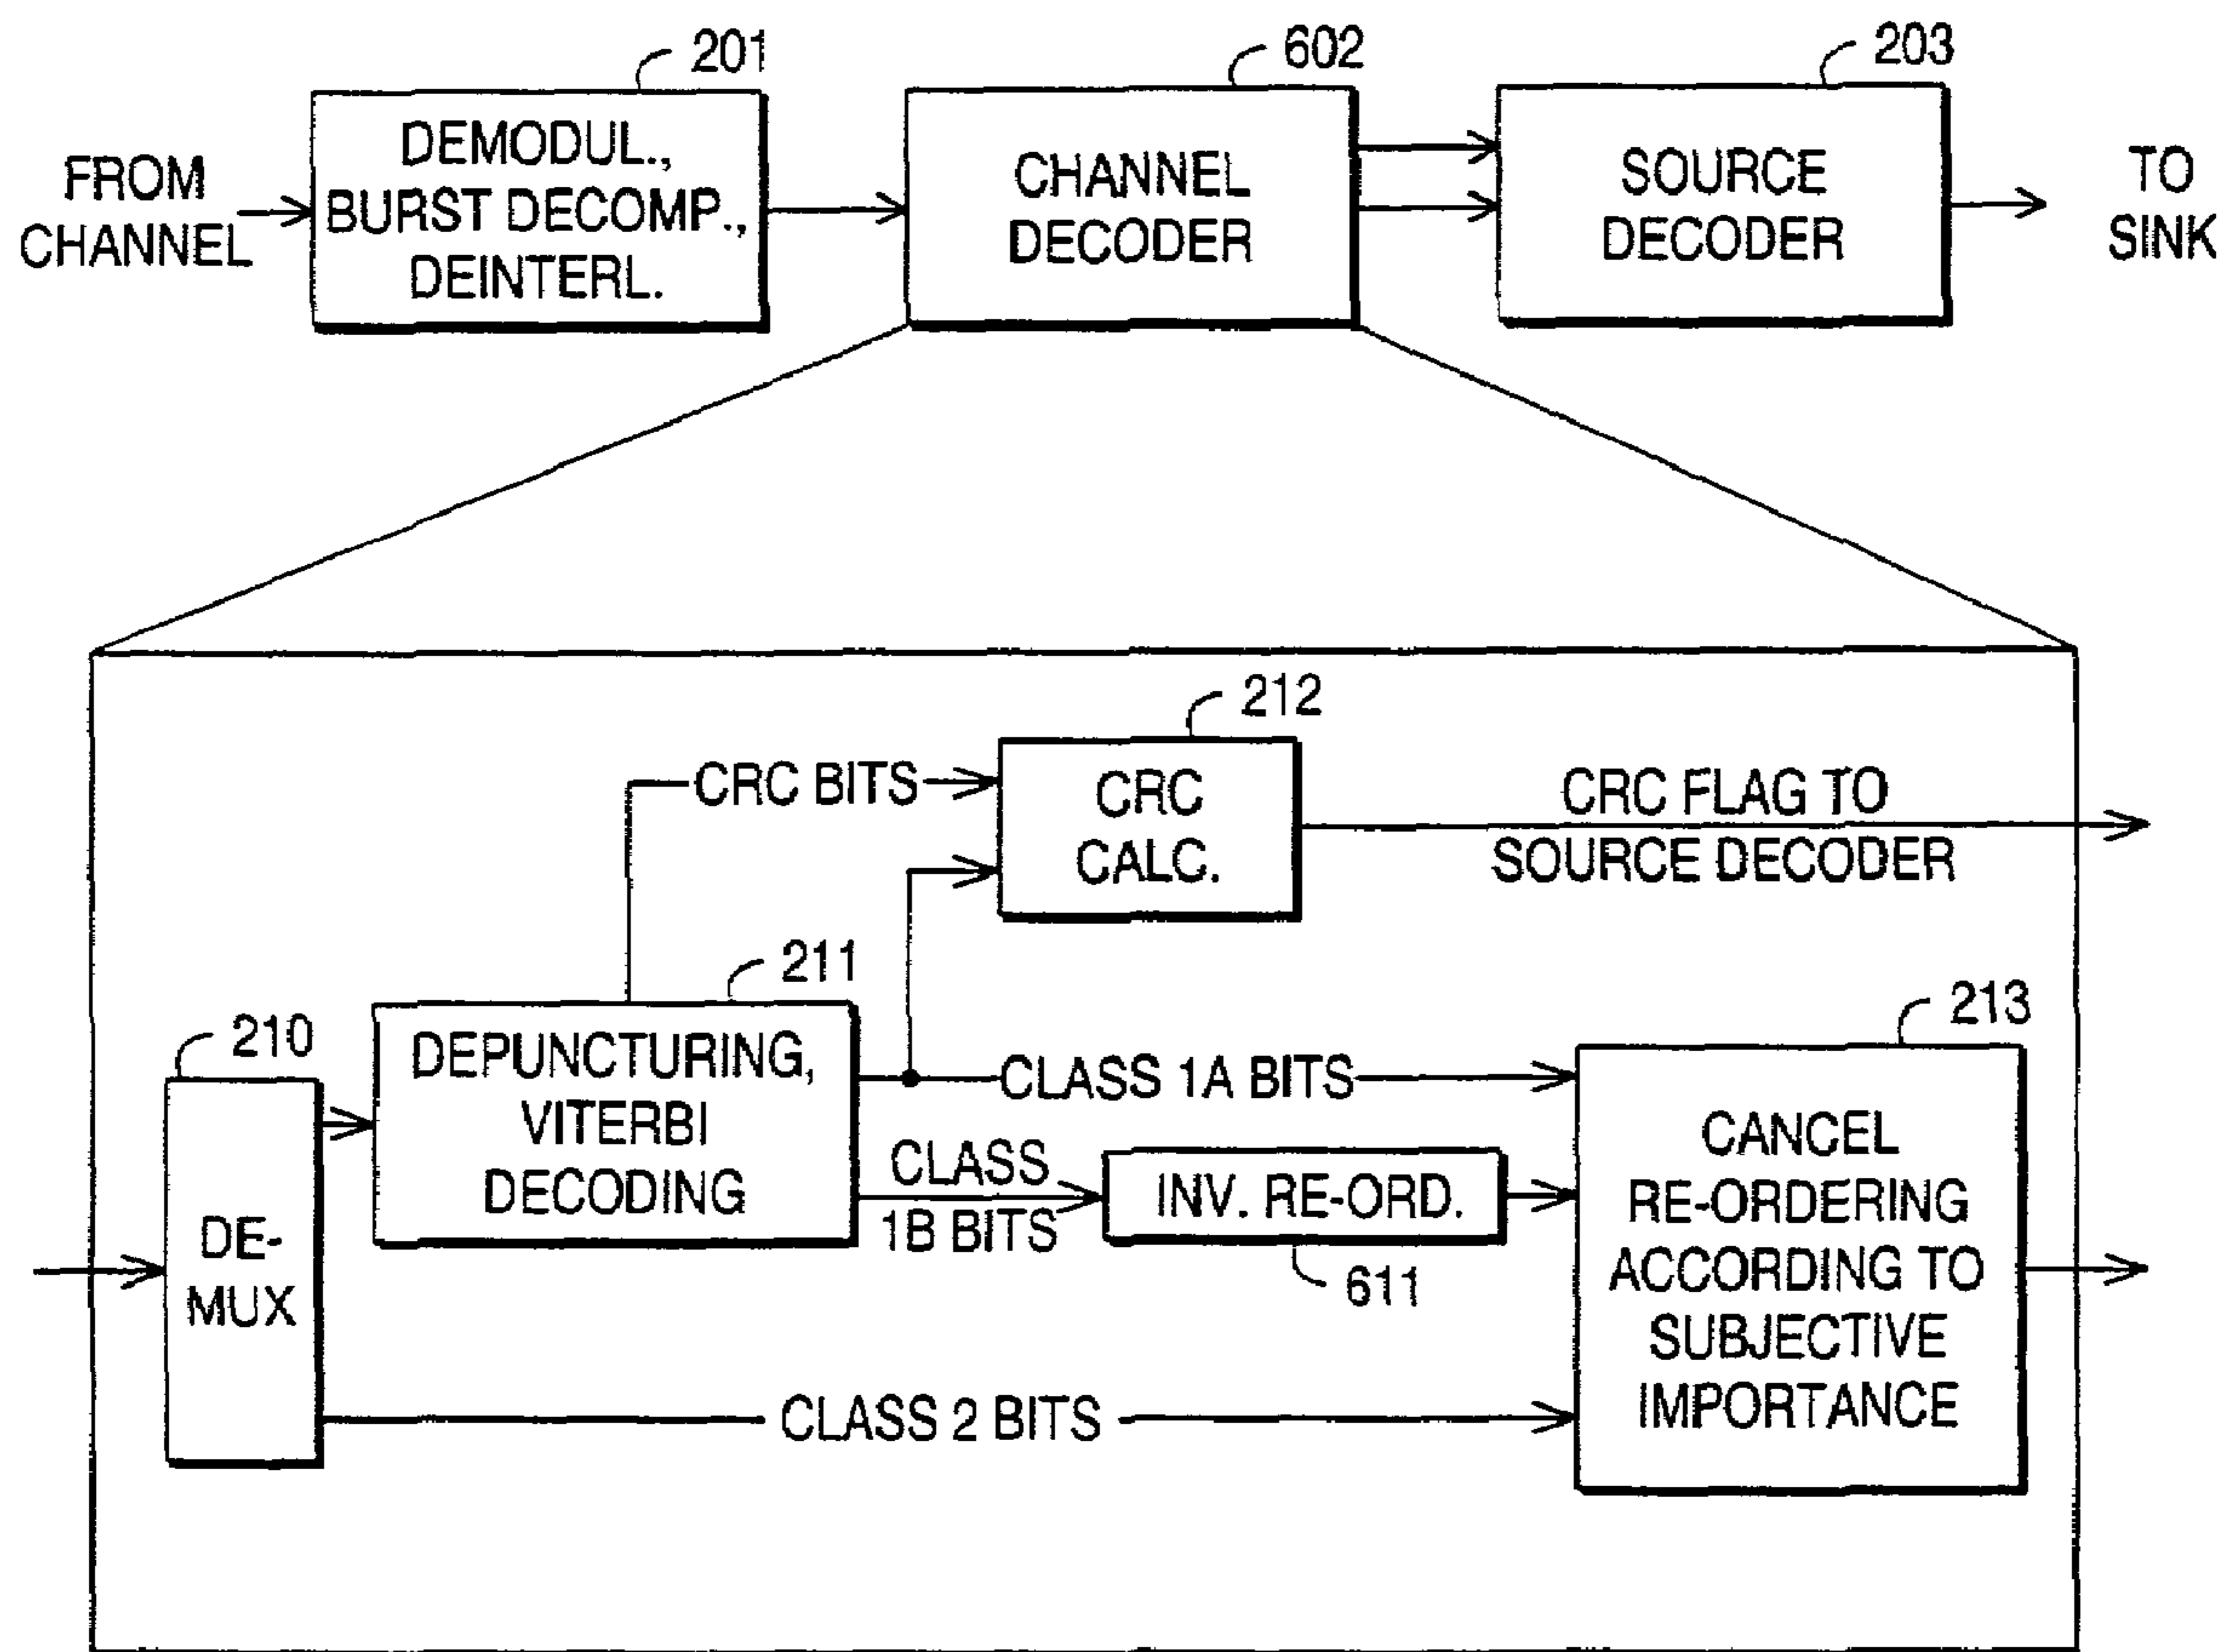 201
602
203
FROM
CHANNEL
DEMODUL.,
BURST DECOMP.,
DEINTERL.
CHANNEL
DECODER
SOURCE
DECODER
TO
SINK
212
CRC BITS
CRC
CALC.
CRC FLAG TO
SOURCE DECODER
211
213
210
DEPUNCTURING,
VITERBI
DECODING
CLASS 1A BITS
CLASS
1B BITS
INV. RE-ORD.
611
DE-
MUX
CANCEL
RE-ORDERING
ACCORDING TO
SUBJECTIVE
IMPORTANCE
CLASS 2 BITS